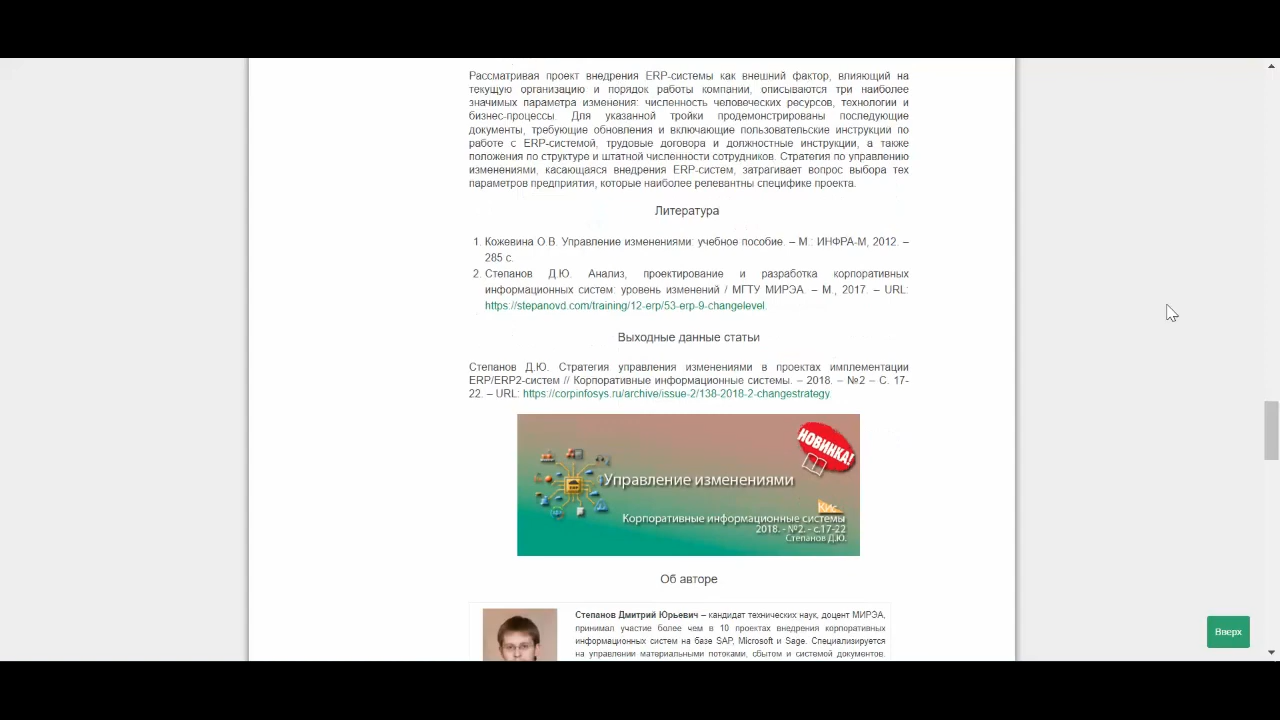 Рассматривая проект внедрения ERP-системы как внешний фактор, влияющий на
текущую организацию и порядок работы компании, описываются три наиболее
значимых параметра изменения: численность человеческих ресурсов, технологии и
бизнес-процессы. Для указанной тройки продемонстрированы последующие
документы, требующие обновления и включающие пользовательские инструкции по
работе с ERP-системой, трудовые договора и должностные инструкции, а также
положения по структуре и штатной численности сотрудников. Стратегия по управлению
изменениями, касающаяся внедрения ERP-систем, затрагивает вопрос выбора тех
параметров предприятия, которые наиболее релевантны специфике проекта.
Литература
1. Кожевина О.В. Управление изменениями: учебное пособие. – М.: ИНФРА-М, 2012. –
285 с.
2. Степанов Д.Ю. Анализ, проектирование и разработка корпоративных
информационных систем: уровень изменений / МГТУ МИРЭА. – М., 2017. – URL:
https://stepanovd.com/training/12-erp/53-erp-9-changelevel.
Выходные данные статьи
Степанов Д.Ю. Стратегия управления изменениями в проектах имплементации
ERP/ERP2-систем // Корпоративные информационные системы. – 2018. – №2 – С. 17-
22. – URL: https://corpinfosys.ru/archive/issue-2/138-2018-2-changestrategy.
НОВИНКА!
Управление изменениями
КИС
Корпоративные информационные системы
2018. - №2. - с.17-22
Степанов Д.Ю.
Об авторе
Степанов Дмитрий Юрьевич – кандидат технических наук, доцент МИРЭА,
принимал участие более чем в 10 проектах внедрения корпоративных
информационных систем на базе SAP, Microsoft и Sage. Специализируется
на управлении материальными потоками, сбытом и системой документов.
Вверх